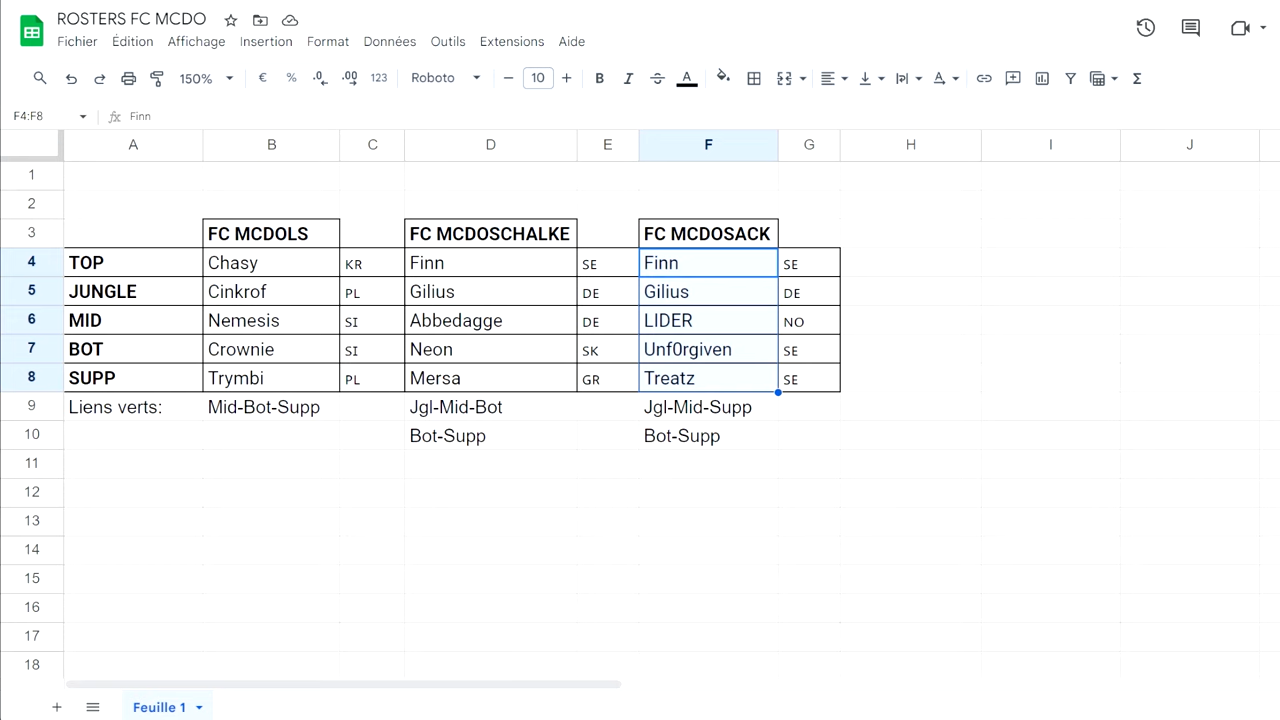 ROSTERS FC MCDO
Fichier Édition Affichage Insertion Format Données Outils Extensions Aide
150% € % .0 .00 123 Roboto 10 B I A Σ
F4:F8 fx Finn
A B C D E F G H I J
1
2
3 FC MCDOLS FC MCDOSCHALKE FC MCDOSACK
4 TOP Chasy KR Finn SE Finn SE
5 JUNGLE Cinkrof PL Gilius DE Gilius DE
6 MID Nemesis SI Abbedagge DE LIDER NO
7 BOT Crownie SI Neon SK Unf0rgiven SE
8 SUPP Trymbi PL Mersa GR Treatz SE
9 Liens verts: Mid-Bot-Supp Jgl-Mid-Bot Jgl-Mid-Supp
10 Bot-Supp Bot-Supp
11
12
13
14
15
16
17
18
Feuille 1